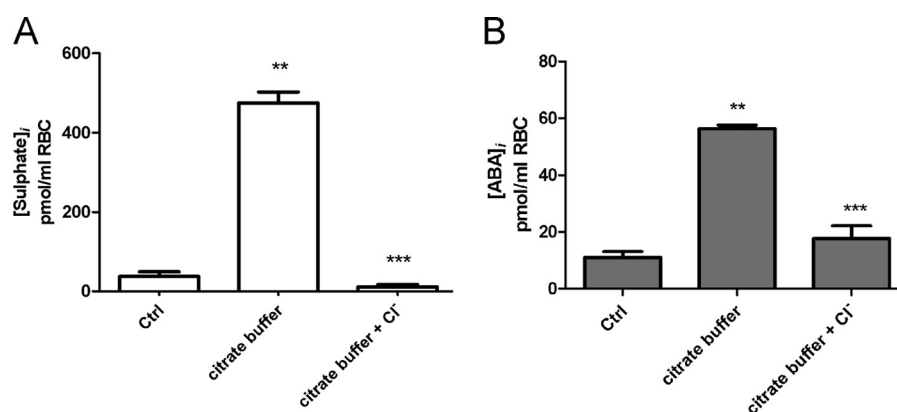 A
[Sulphate]i
pmol/ml RBC
600
400
200
0
**
***
Ctrl
citrate buffer
citrate buffer + Cl-
B
[ABA]i
pmol/ml RBC
80
60
40
20
0
**
***
Ctrl
citrate buffer
citrate buffer + Cl-